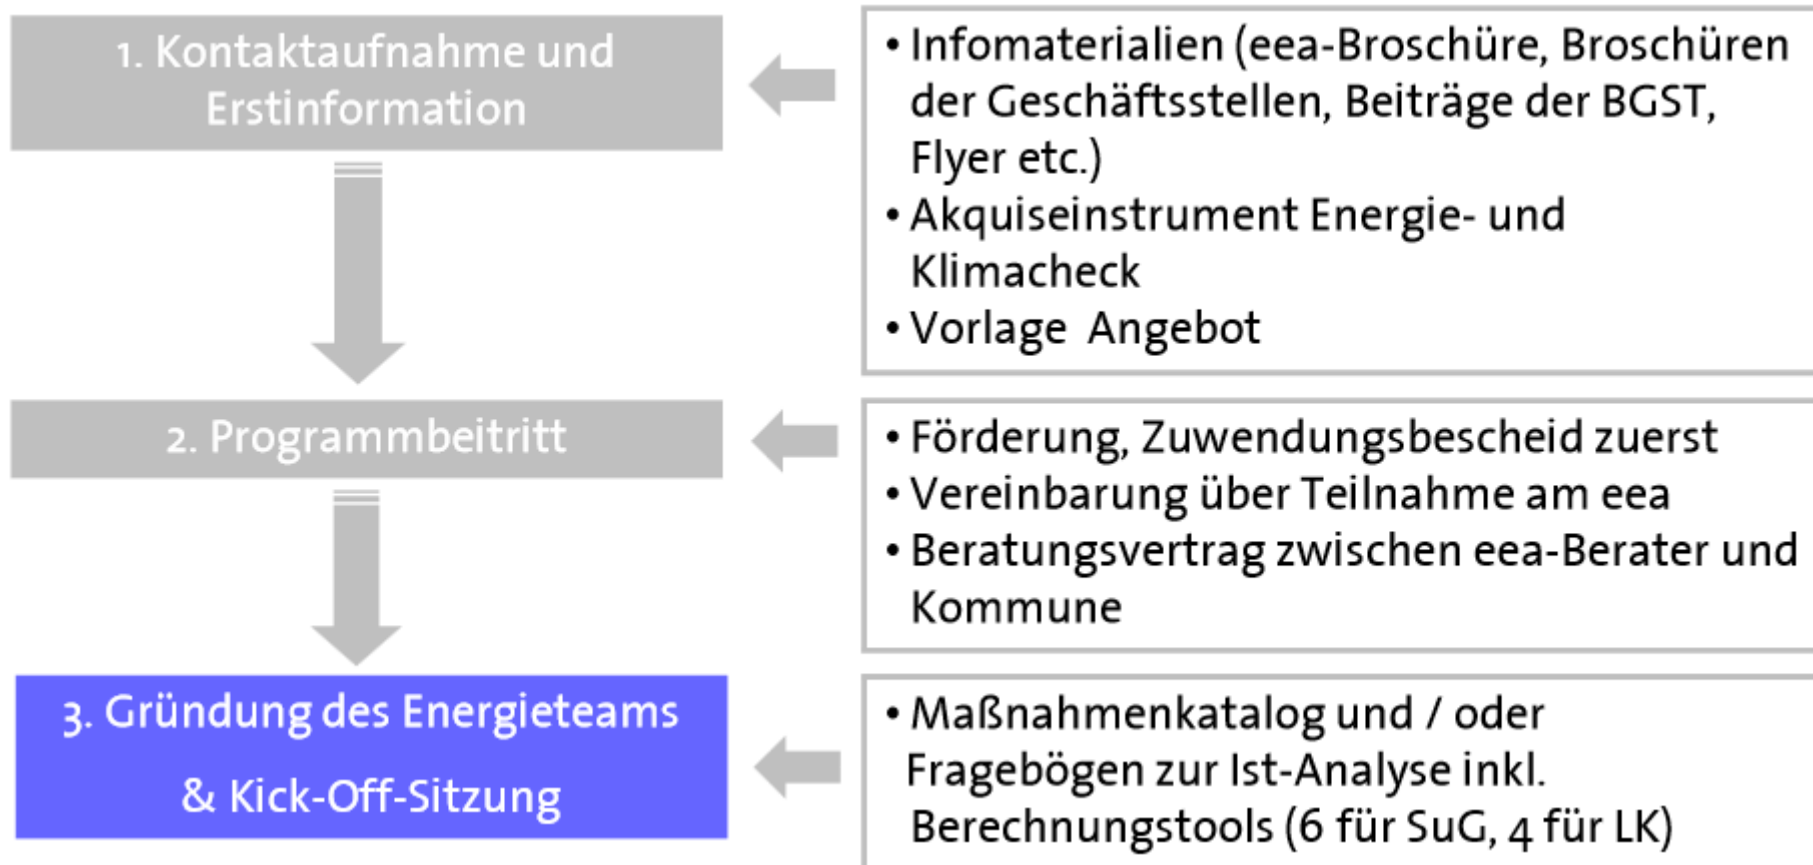 1. Kontaktaufnahme und
Erstinformation
• Infomaterialien (eea-Broschüre, Broschüren
der Geschäftsstellen, Beiträge der BGST,
Flyer etc.)
• Akquiseinstrument Energie- und
Klimacheck
• Vorlage  Angebot
2. Programmbeitritt
• Förderung, Zuwendungsbescheid zuerst
• Vereinbarung über Teilnahme am eea
• Beratungsvertrag zwischen eea-Berater und
Kommune
3. Gründung des Energieteams
& Kick-Off-Sitzung
• Maßnahmenkatalog und / oder
Fragebögen zur Ist-Analyse inkl.
Berechnungstools (6 für SuG, 4 für LK)